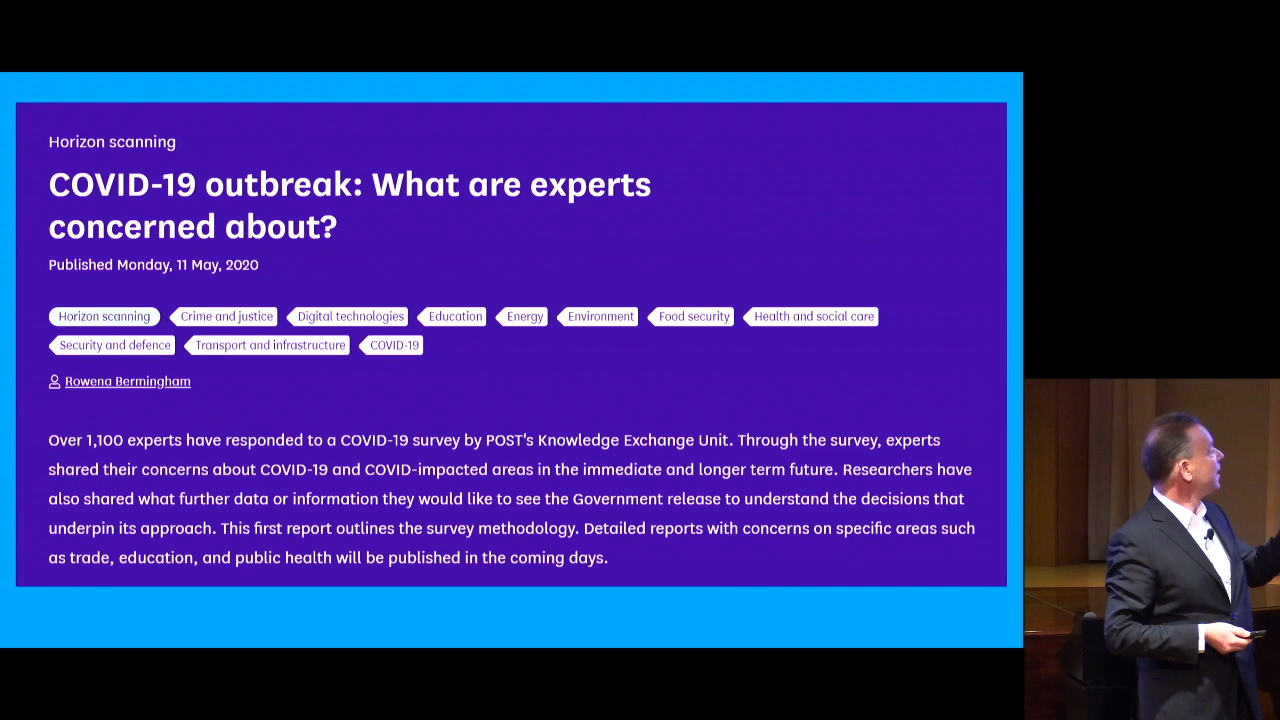 Horizon scanning
COVID-19 outbreak: What are experts
concerned about?
Published Monday, 11 May, 2020
Horizon scanning Crime and justice Digital technologies Education Energy Environment Food security Health and social care
Security and defence Transport and infrastructure COVID-19
Rowena Bermingham
Over 1,100 experts have responded to a COVID-19 survey by POST's Knowledge Exchange Unit. Through the survey, experts
shared their concerns about COVID-19 and COVID-impacted areas in the immediate and longer term future. Researchers have
also shared what further data or information they would like to see the Government release to understand the decisions that
underpin its approach. This first report outlines the survey methodology. Detailed reports with concerns on specific areas such
as trade, education, and public health will be published in the coming days.